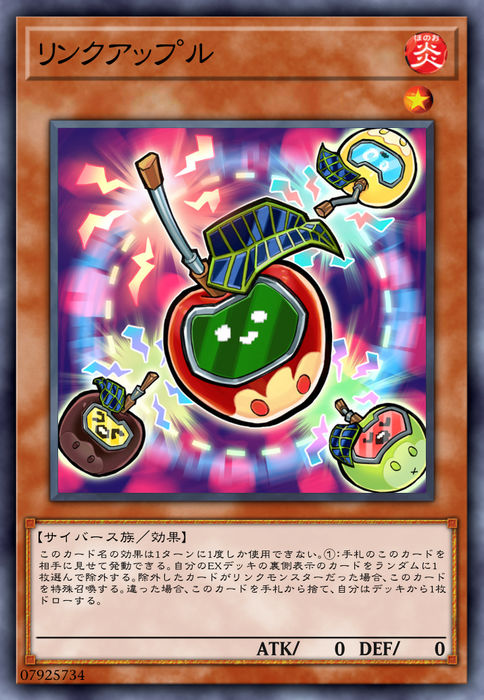 リンクアップル
ほのお
炎
【サイバース族／効果】
このカード名の効果は1ターンに1度しか使用できない。①：手札のこのカードを
相手に見せて発動できる。自分のEXデッキの裏側表示のカードをランダムに1
枚選んで除外する。除外したカードがリンクモンスターだった場合、このカード
を特殊召喚する。違った場合、このカードを手札から捨て、自分はデッキから1枚
ドローする。
ATK/ 0 DEF/ 0
07925734